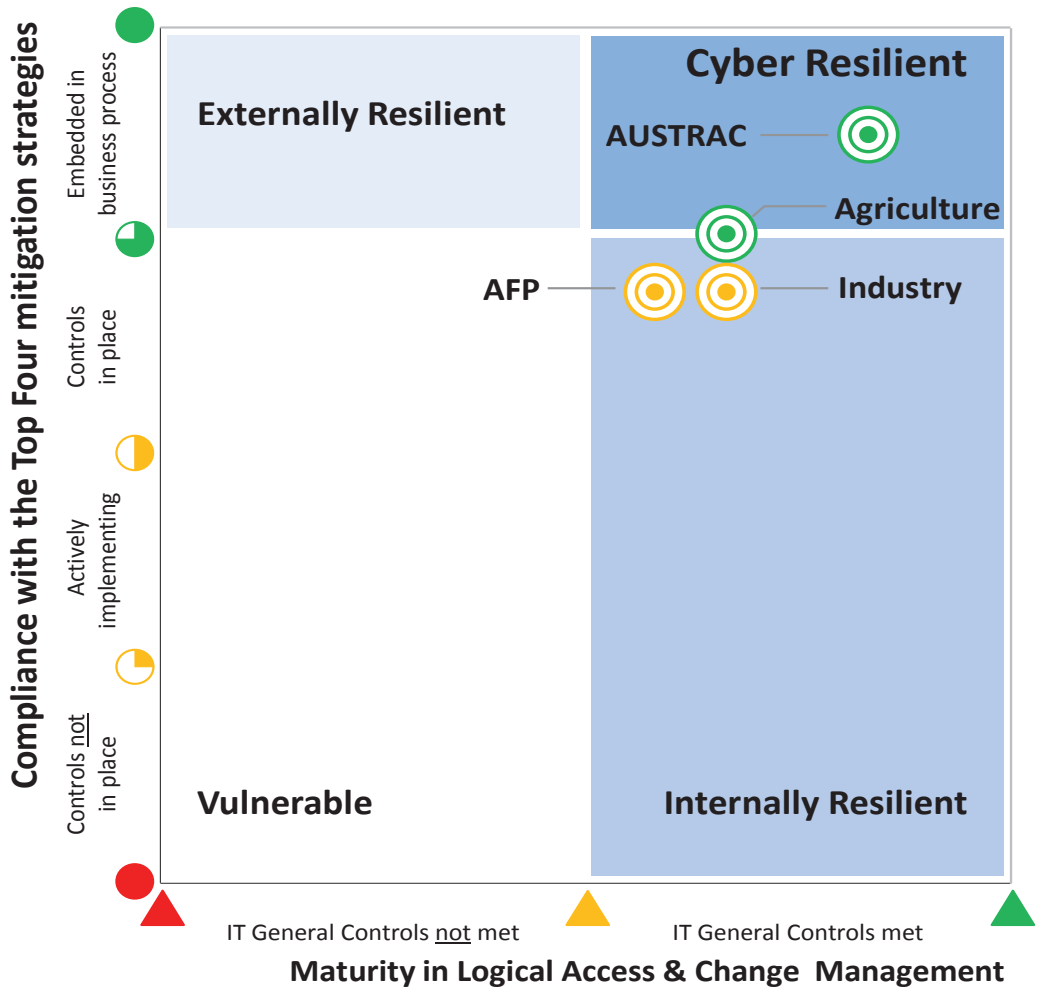 Compliance with the Top Four mitigation strategies
Embedded in
business process
Controls
in place
Actively
implementing
Controls not
in place
Externally Resilient
Cyber Resilient
AUSTRAC
Agriculture
AFP
Industry
Vulnerable
Internally Resilient
IT General Controls not met
IT General Controls met
Maturity in Logical Access & Change Management